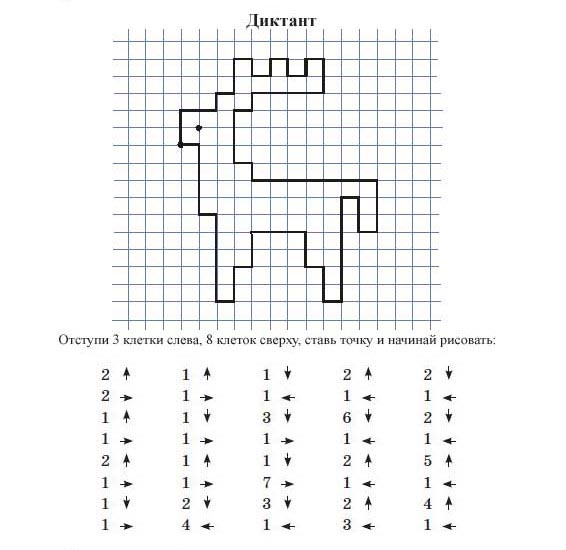 Диктант
Отступи 3 клетки слева, 8 клеток сверху, ставь точку и начинай рисовать:
2 ↑ 1 ↑ 1 ↓ 2 ↑ 2 ↓
2 → 1 → 1 ← 1 ← 1 ←
1 ↑ 1 ↓ 3 ↓ 6 ↓ 2 ↓
1 → 1 → 1 → 1 ← 1 ←
2 ↑ 1 ↑ 1 ↓ 2 ↑ 5 ↑
1 → 1 → 7 → 1 ← 1 ←
1 ↓ 2 ↓ 3 ↓ 2 ↑ 4 ↑
1 → 4 ← 1 ← 3 ← 1 ←